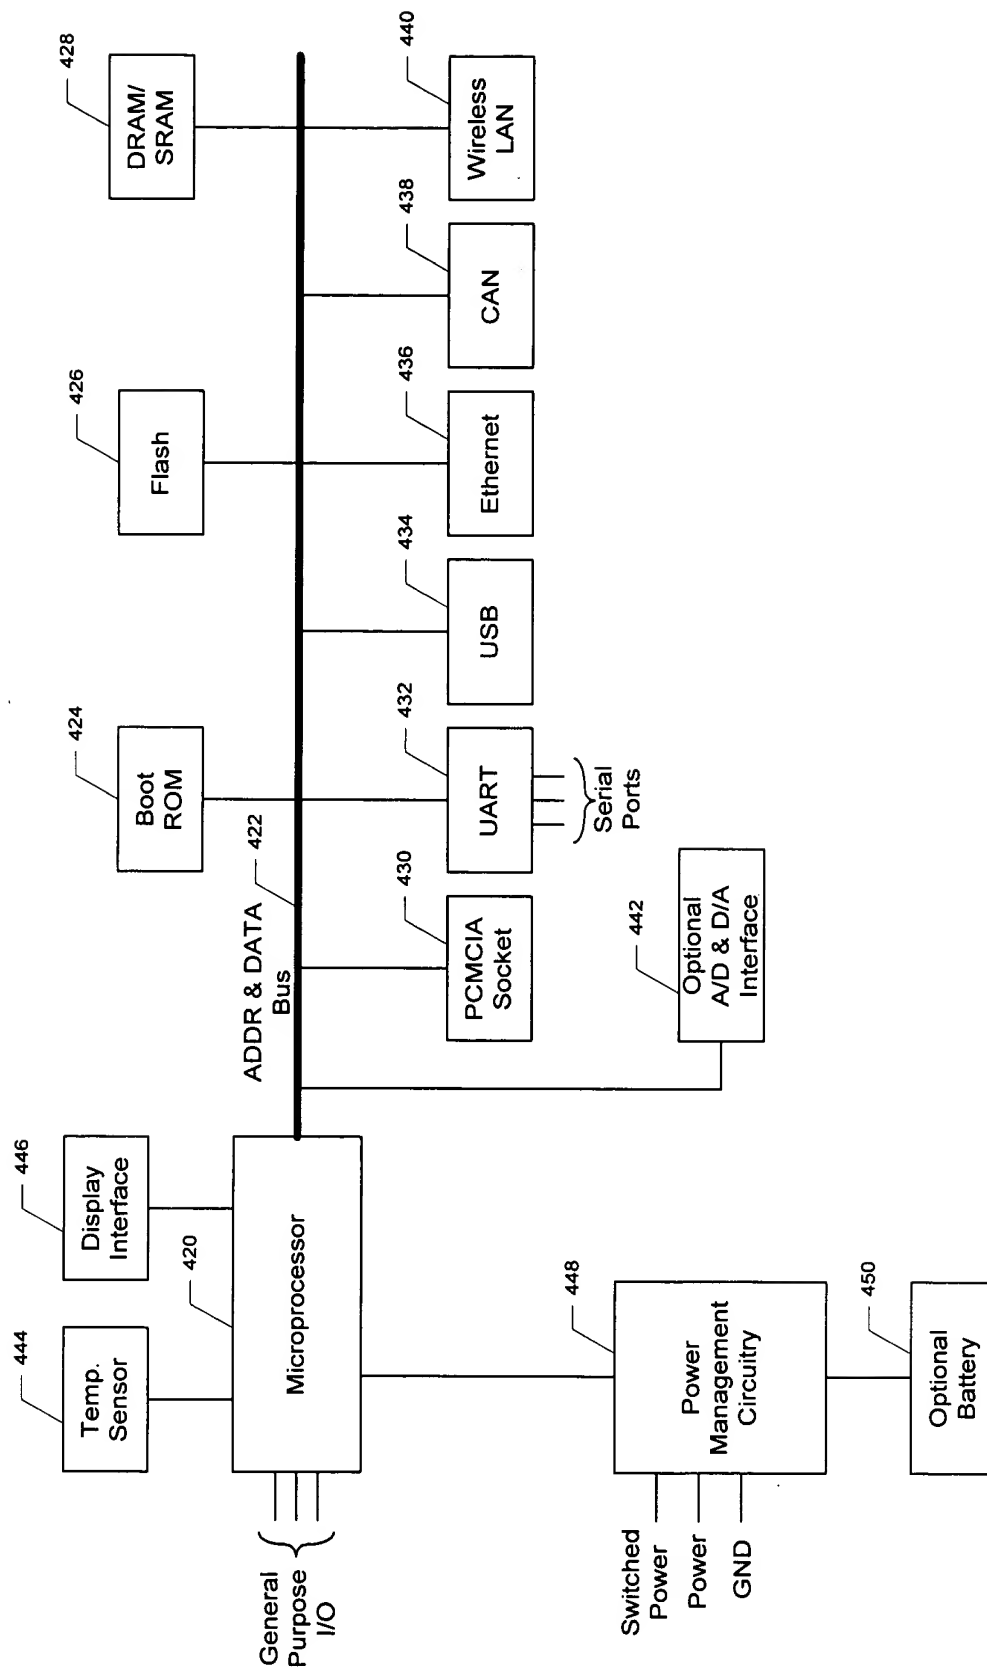 444
Temp.
Sensor
446
Display
Interface
424
Boot
ROM
426
Flash
428
DRAM/
SRAM
General
Purpose
I/O
420
Microprocessor
ADDR & DATA
Bus
422
430
PCMCIA
Socket
432
UART
Serial
Ports
434
USB
436
Ethernet
438
CAN
440
Wireless
LAN
442
Optional
A/D & D/A
Interface
Switched
Power
Power
GND
448
Power
Management
Circuitry
450
Optional
Battery